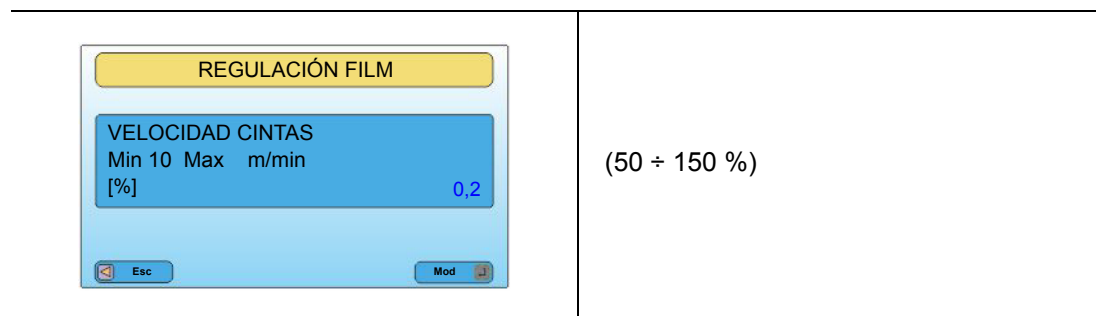 REGULACIÓN FILM
VELOCIDAD CINTAS
Min 10 Max m/min
[%]
0,2
Esc
Mod
(50 ÷ 150 %)